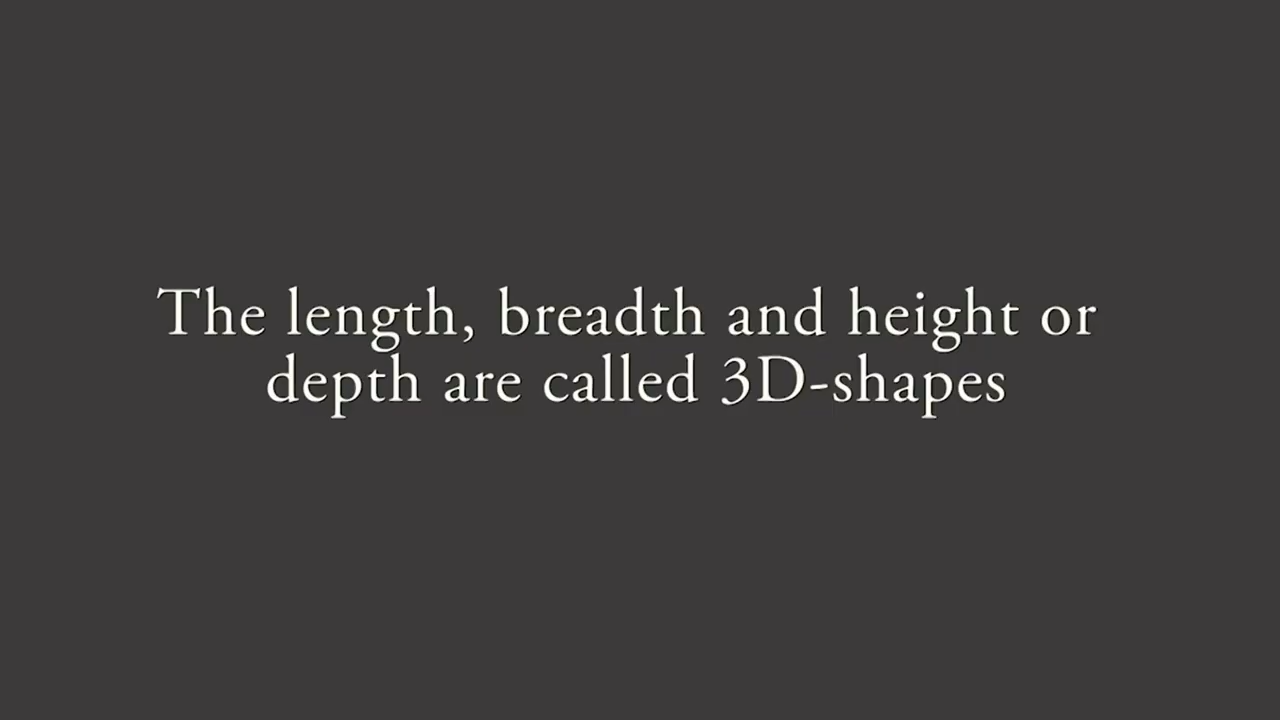 The length, breadth and height or
depth are called 3D-shapes